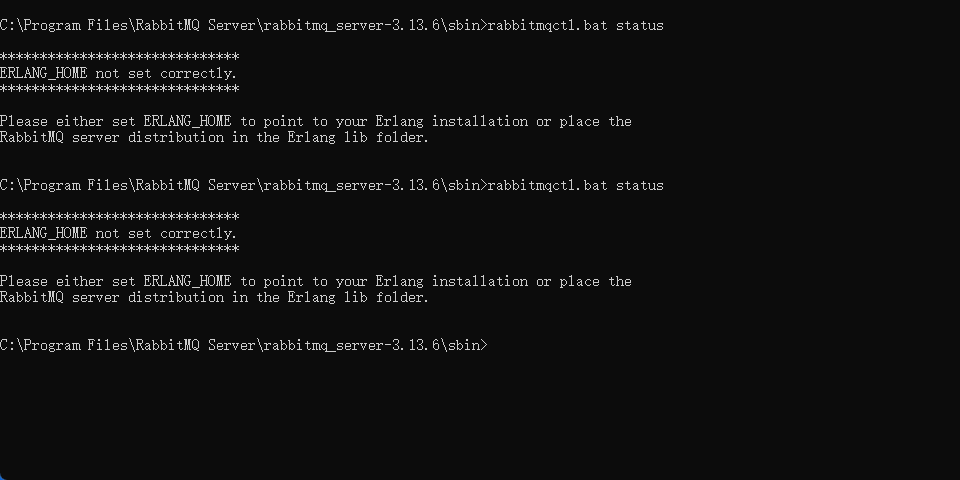 C:\Program Files\RabbitMQ Server\rabbitmq_server-3.13.6\sbin>rabbitmqctl.bat status
******************************
ERLANG_HOME not set correctly.
******************************
Please either set ERLANG_HOME to point to your Erlang installation or place the
RabbitMQ server distribution in the Erlang lib folder.
C:\Program Files\RabbitMQ Server\rabbitmq_server-3.13.6\sbin>rabbitmqctl.bat status
******************************
ERLANG_HOME not set correctly.
******************************
Please either set ERLANG_HOME to point to your Erlang installation or place the
RabbitMQ server distribution in the Erlang lib folder.
C:\Program Files\RabbitMQ Server\rabbitmq_server-3.13.6\sbin>